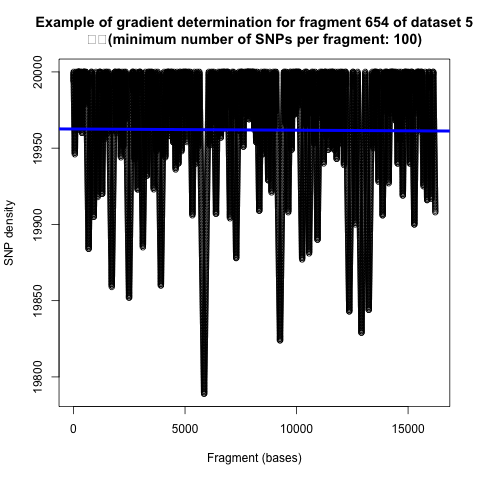 Example of gradient determination for fragment 654 of dataset 5
(minimum number of SNPs per fragment: 100)
20000
19950
19900
19850
19800
SNP density
0
5000
10000
15000
Fragment (bases)